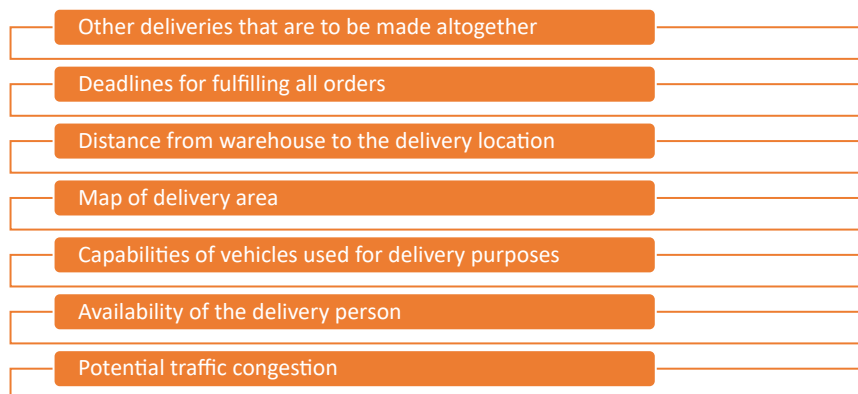 Other deliveries that are to be made altogether
Deadlines for fulfilling all orders
Distance from warehouse to the delivery location
Map of delivery area
Capabilities of vehicles used for delivery purposes
Availability of the delivery person
Potential traffic congestion